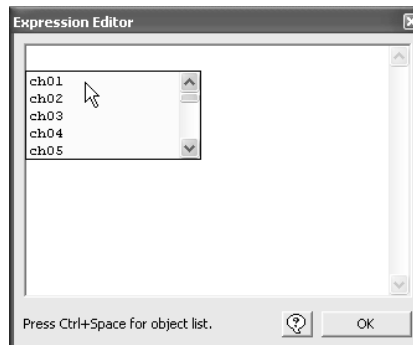 Expression Editor
ch01
ch02
ch03
ch04
ch05
Press Ctrl+Space for object list.
OK